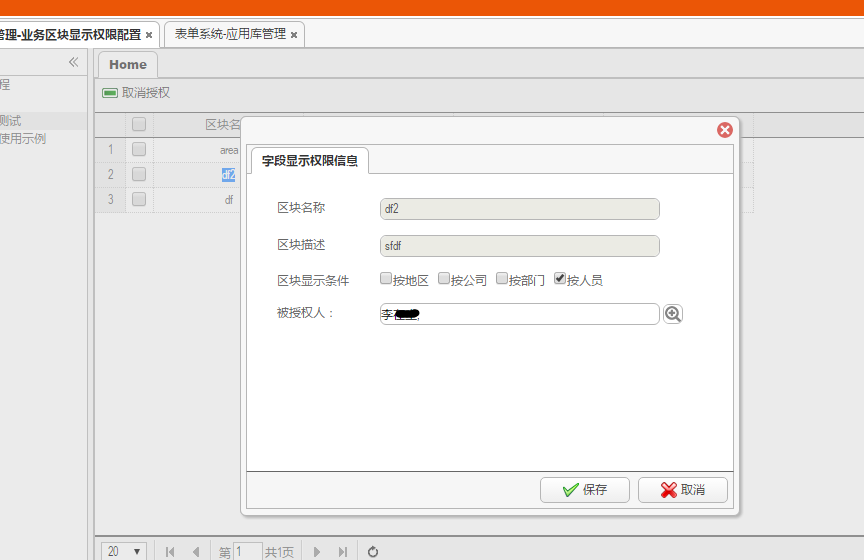 管理-业务区块显示权限配置 ×
表单系统-应用库管理 ×
«
程
测试
使用示例
Home
取消授权
区块名
1 area
2 df2
3 df
字段显示权限信息
区块名称 df2
区块描述 sfdf
区块显示条件 按地区 按公司 按部门 按人员
被授权人： 李
保存 取消
20 第 1 共1页